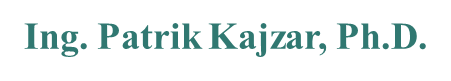 Ing. Patrik Kajzar, Ph.D.